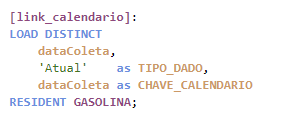 [link_calendario]:
LOAD DISTINCT
dataColeta,
'Atual' as TIPO_DADO,
dataColeta as CHAVE_CALENDARIO
RESIDENT GASOLINA;